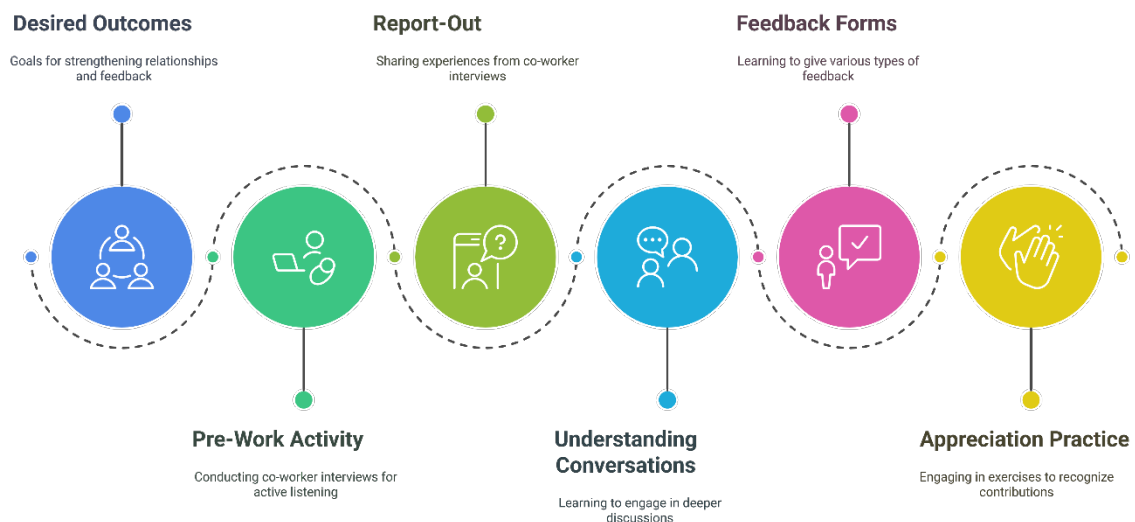 Desired Outcomes
Goals for strengthening relationships
and feedback
Pre-Work Activity
Conducting co-worker interviews for
active listening
Report-Out
Sharing experiences from co-worker
interviews
?
Understanding
Conversations
Learning to engage in deeper
discussions
Feedback Forms
Learning to give various types of
feedback
Appreciation Practice
Engaging in exercises to recognize
contributions